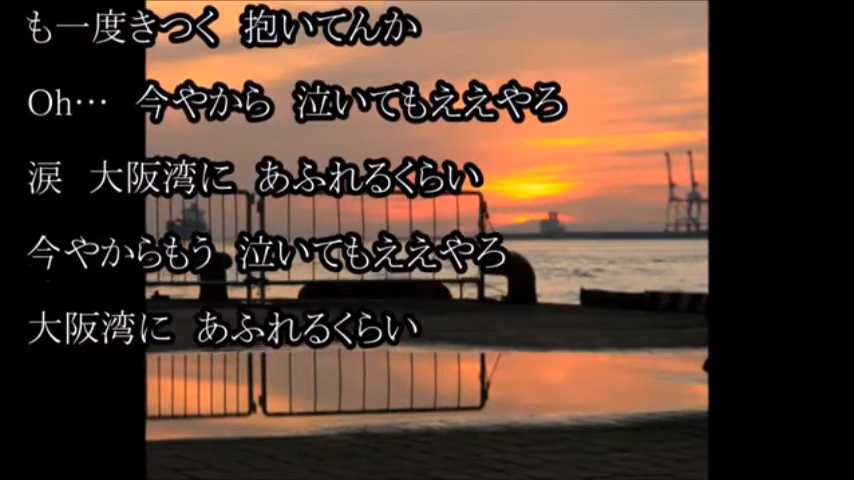 も一度きつく 抱いてんか
Oh… 今やから 泣いてもええやろ
涙 大阪湾に あふれるくらい
今やからもう 泣いてもええやろ
大阪湾に あふれるくらい